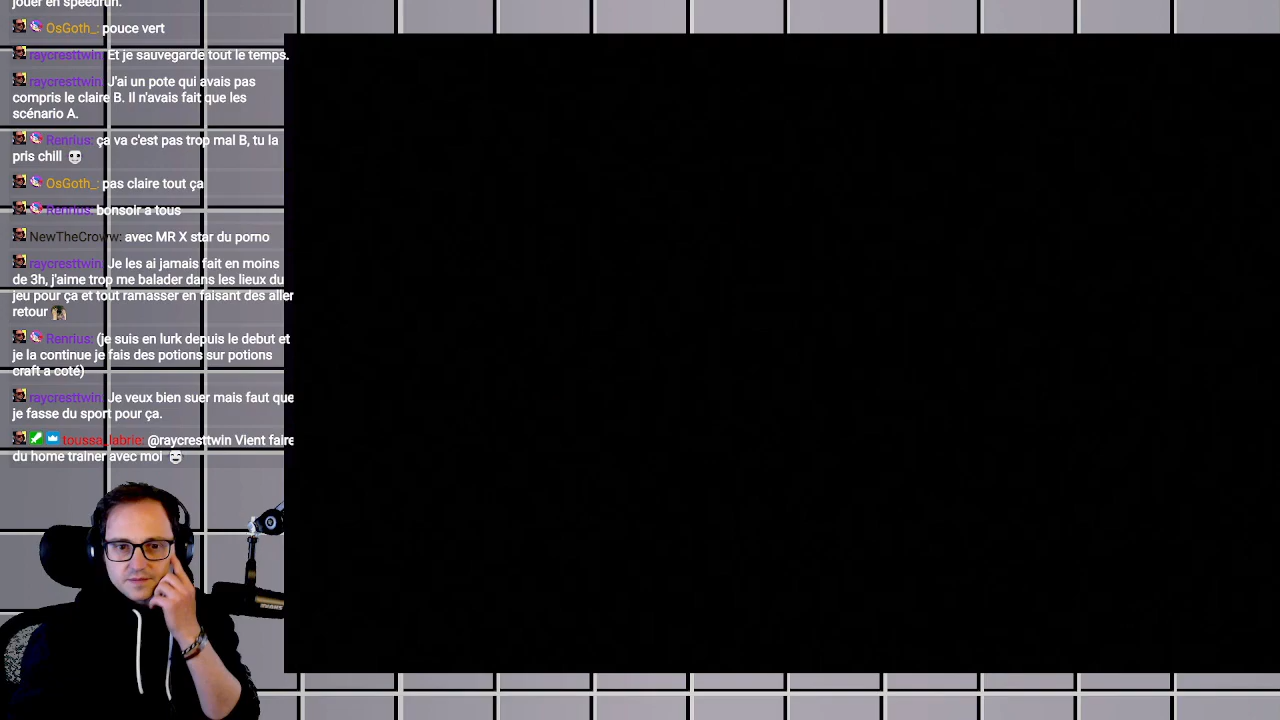 jouer en speedrun.
OsGoth_: pouce vert
raycresttwin: Et je sauvegarde tout le temps.
raycresttwin: J'ai un pote qui avais pas
compris le claire B. Il n'avais fait que les
scénario A.
Renrius: ça va c'est pas trop mal B, tu la
pris chill
OsGoth_: pas claire tout ça
Renrius: bonsoir a tous
NewTheCroww: avec MR X star du porno
raycresttwin: Je les ai jamais fait en moins
de 3h, j'aime trop me balader dans les lieux du
jeu pour ça et tout ramasser en faisant des aller
retour
Renrius: (je suis en lurk depuis le debut et
je la continue je fais des potions sur potions
craft a coté)
raycresttwin: Je veux bien suer mais faut que
je fasse du sport pour ça.
toussa_labrie: @raycresttwin Vient faire
du home trainer avec moi